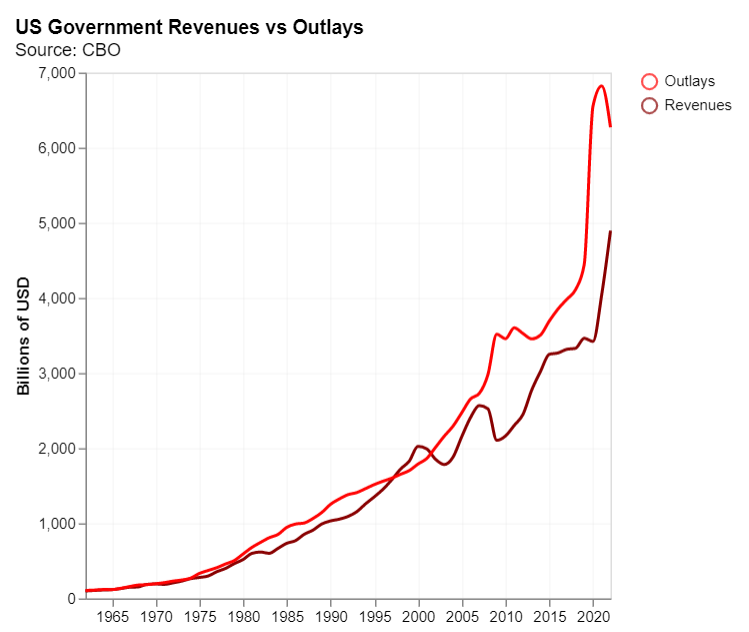 US Government Revenues vs Outlays
Source: CBO
7,000
6,000
5,000
4,000
3,000
2,000
1,000
0
Billions of USD
1965 1970 1975 1980 1985 1990 1995 2000 2005 2010 2015 2020
Outlays
Revenues